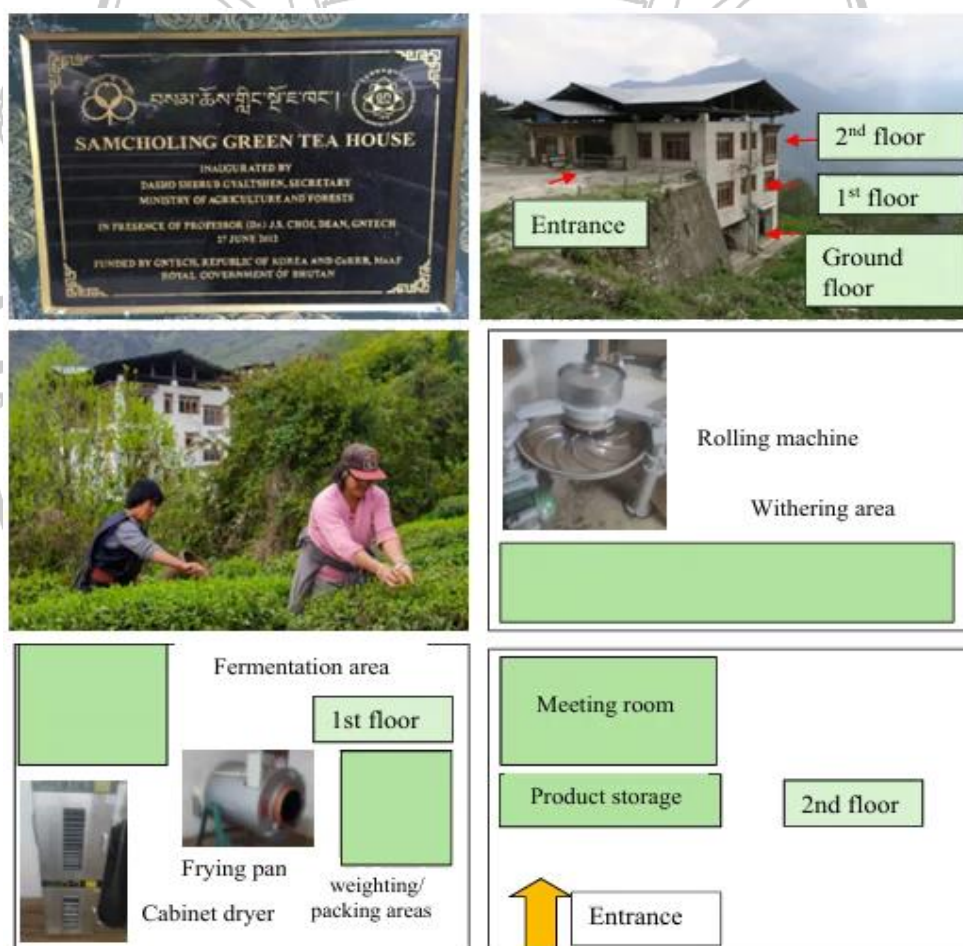 བསམ་ཆོས་གླིང་སྔོ་ཇ་ཁང་།
SAMCHOLING GREEN TEA HOUSE
INAUGURATED BY
DASHO SHERUB GYALTSHEN, SECRETARY
MINISTRY OF AGRICULTURE AND FORESTS
IN PRESENCE OF PROFESSOR (DR.) J.S. CHOI, DEAN, GNTECH
27 JUNE 2012
FUNDED BY GNTECH, REPUBLIC OF KOREA AND CORRB, MOAF
ROYAL GOVERNMENT OF BHUTAN
2nd floor
1st floor
Entrance
Ground
floor
Rolling machine
Withering area
Fermentation area
1st floor
Frying pan
Cabinet dryer
weighting/
packing areas
Meeting room
Product storage
2nd floor
Entrance